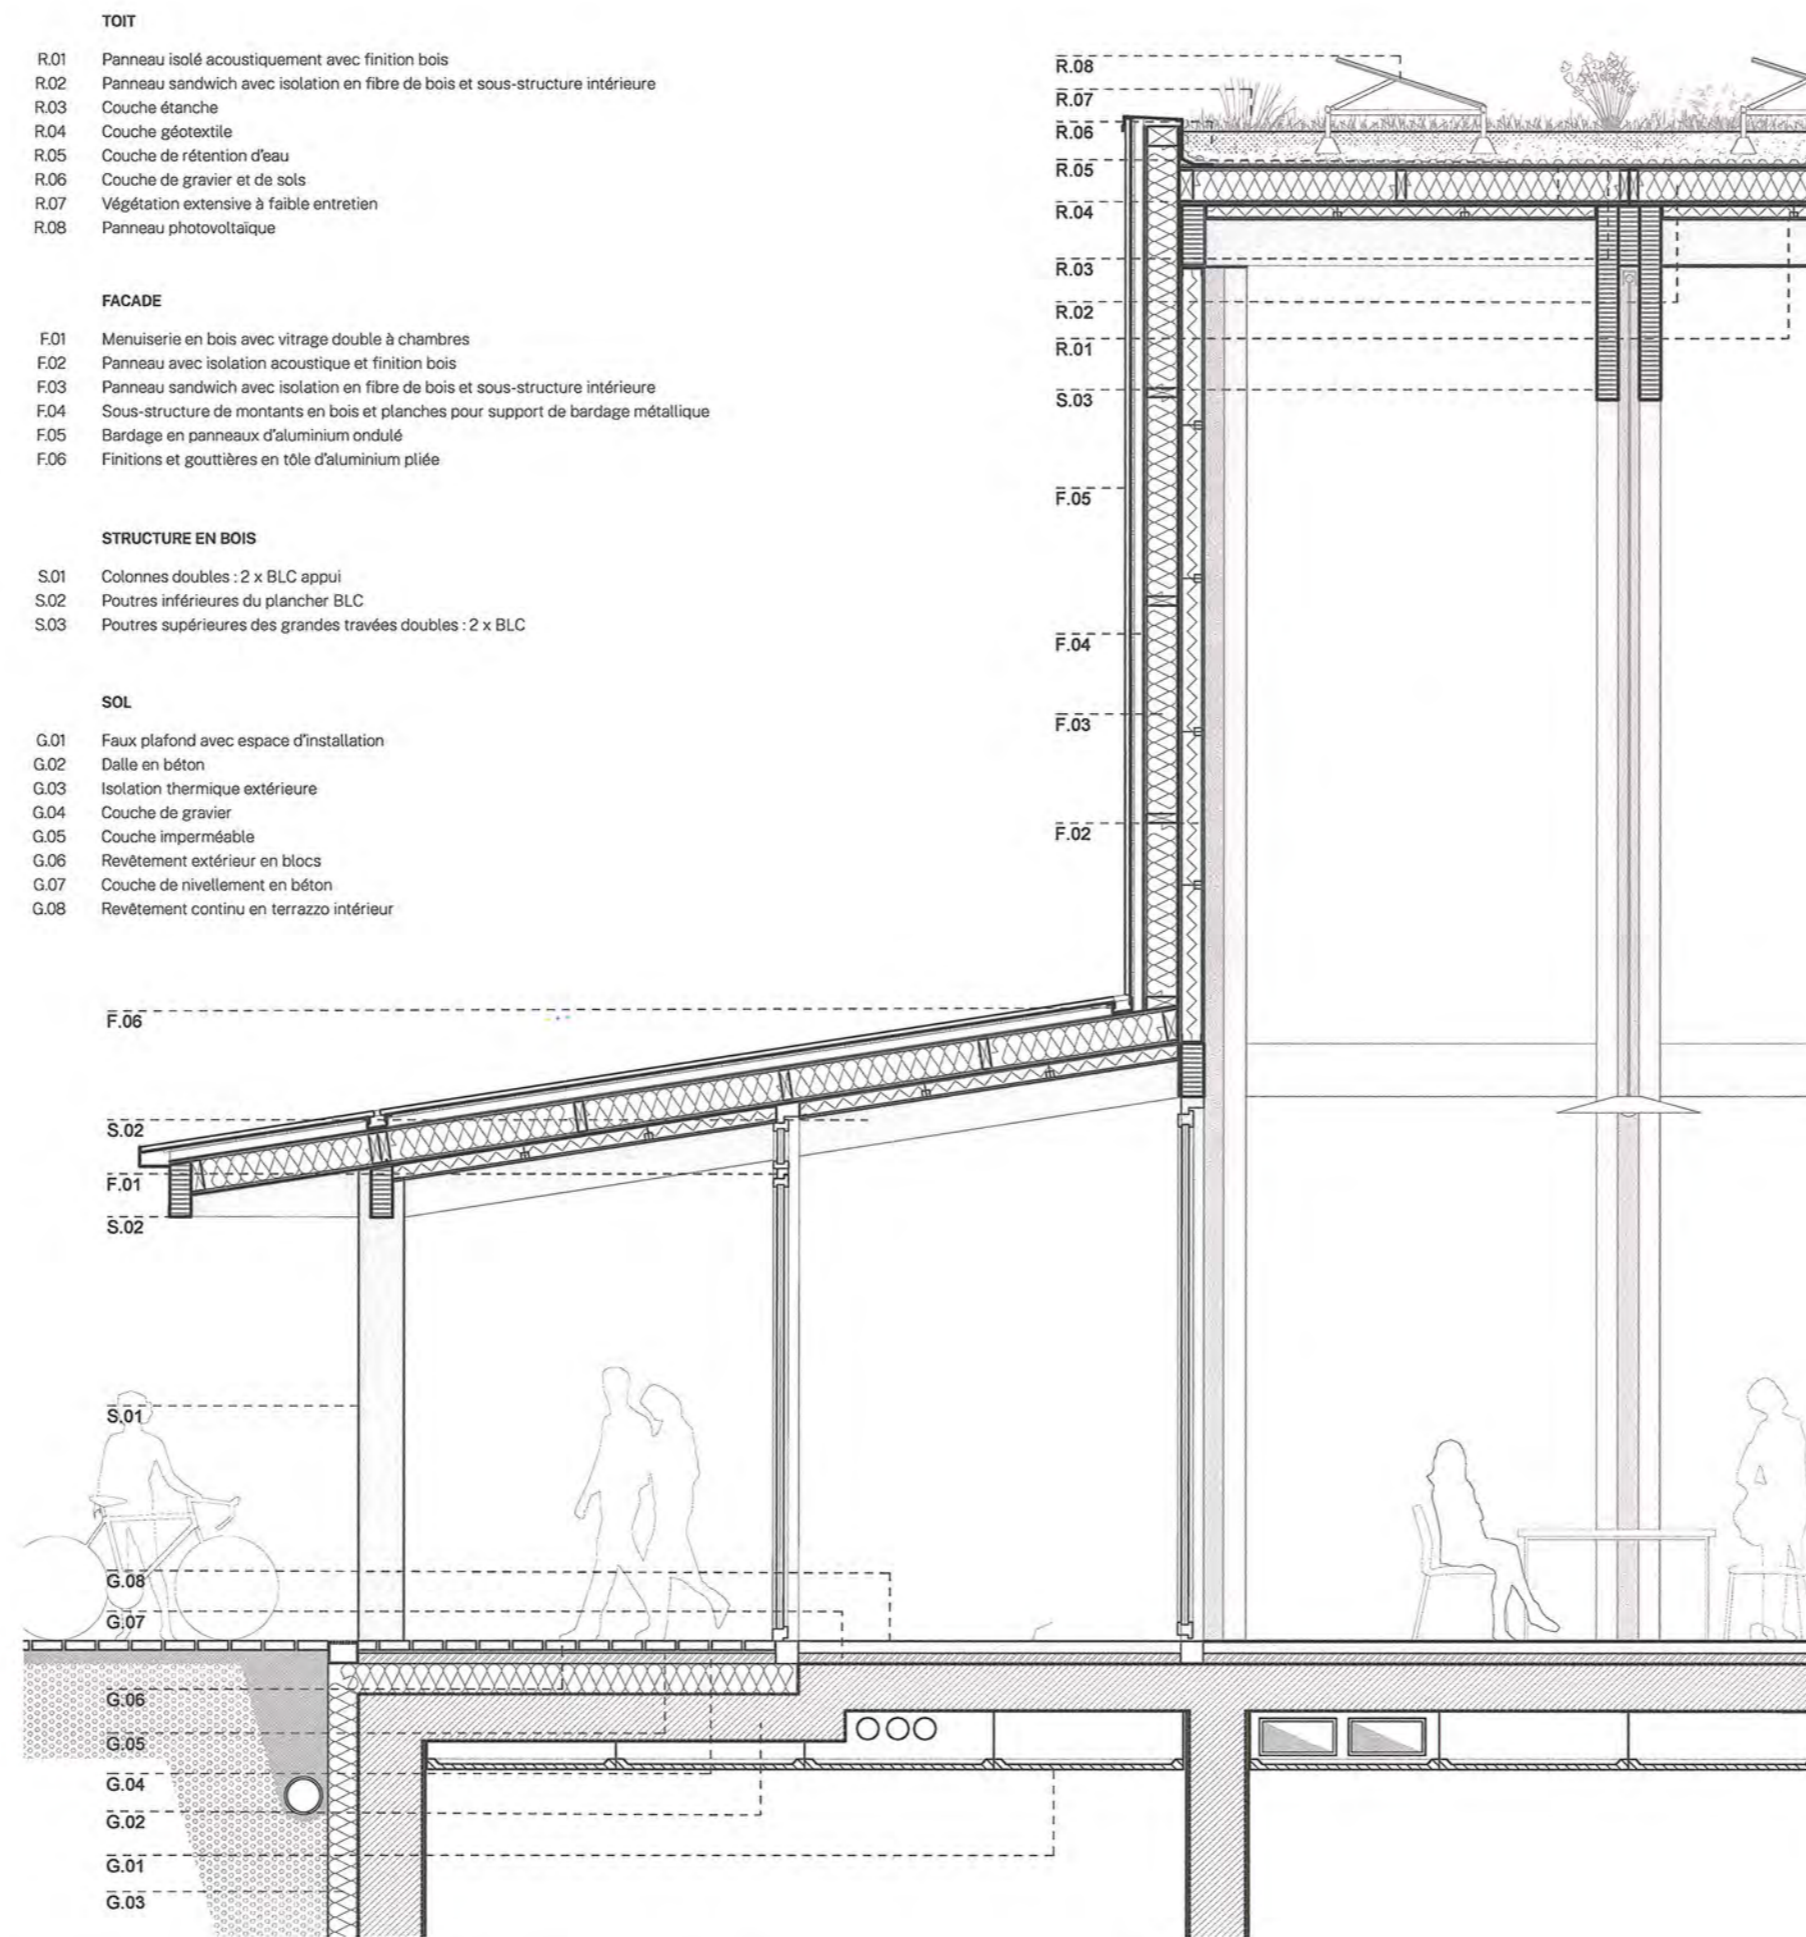 TOIT
R.01 Panneau isolé acoustiquement avec finition bois
R.02 Panneau sandwich avec isolation en fibre de bois et sous-structure intérieure
R.03 Couche étanche
R.04 Couche géotextile
R.05 Couche de rétention d'eau
R.06 Couche de gravier et de sols
R.07 Végétation extensive à faible entretien
R.08 Panneau photovoltaïque
FACADE
F.01 Menuiserie en bois avec vitrage double à chambres
F.02 Panneau avec isolation acoustique et finition bois
F.03 Panneau sandwich avec isolation en fibre de bois et sous-structure intérieure
F.04 Sous-structure de montants en bois et planches pour support de bardage métallique
F.05 Bardage en panneaux d'aluminium ondulé
F.06 Finitions et gouttières en tôle d'aluminium pliée
STRUCTURE EN BOIS
S.01 Colonnes doubles : 2 x BLC appui
S.02 Poutres inférieures du plancher BLC
S.03 Poutres supérieures des grandes travées doubles : 2 x BLC
SOL
G.01 Faux plafond avec espace d'installation
G.02 Dalle en béton
G.03 Isolation thermique extérieure
G.04 Couche de gravier
G.05 Couche imperméable
G.06 Revêtement extérieur en blocs
G.07 Couche de nivellement en béton
G.08 Revêtement continu en terrazzo intérieur
R.08
R.07
R.06
R.05
R.04
R.03
R.02
R.01
S.03
F.05
F.04
F.03
F.02
F.06
S.02
F.01
S.02
S.01
G.08
G.07
G.06
G.05
G.04
G.02
G.01
G.03